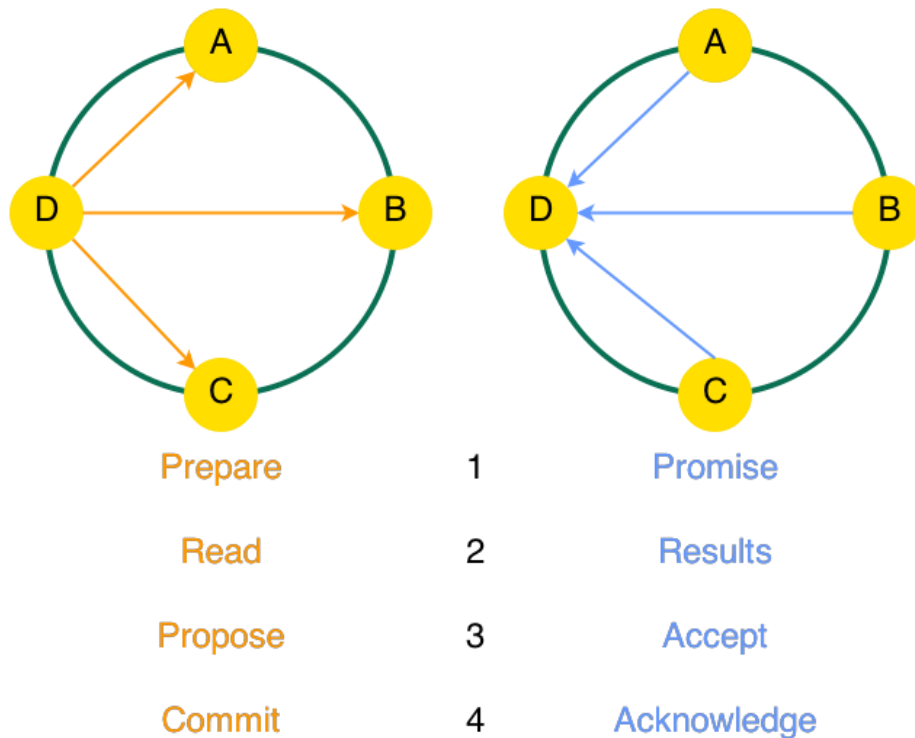 A A
D B D B
C C
Prepare 1 Promise
Read 2 Results
Propose 3 Accept
Commit 4 Acknowledge